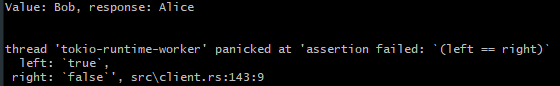 Value: Bob, response: Alice
thread 'tokio-runtime-worker' panicked at 'assertion failed: `(left == right)`
left: `true`,
right: `false`', src\client.rs:143:9